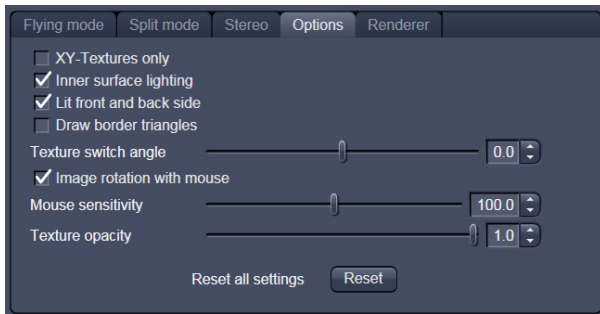 Flying mode Split mode Stereo Options Renderer
XY-Textures only
Inner surface lighting
Lit front and back side
Draw border triangles
Texture switch angle 0.0
Image rotation with mouse
Mouse sensitivity 100.0
Texture opacity 1.0
Reset all settings Reset